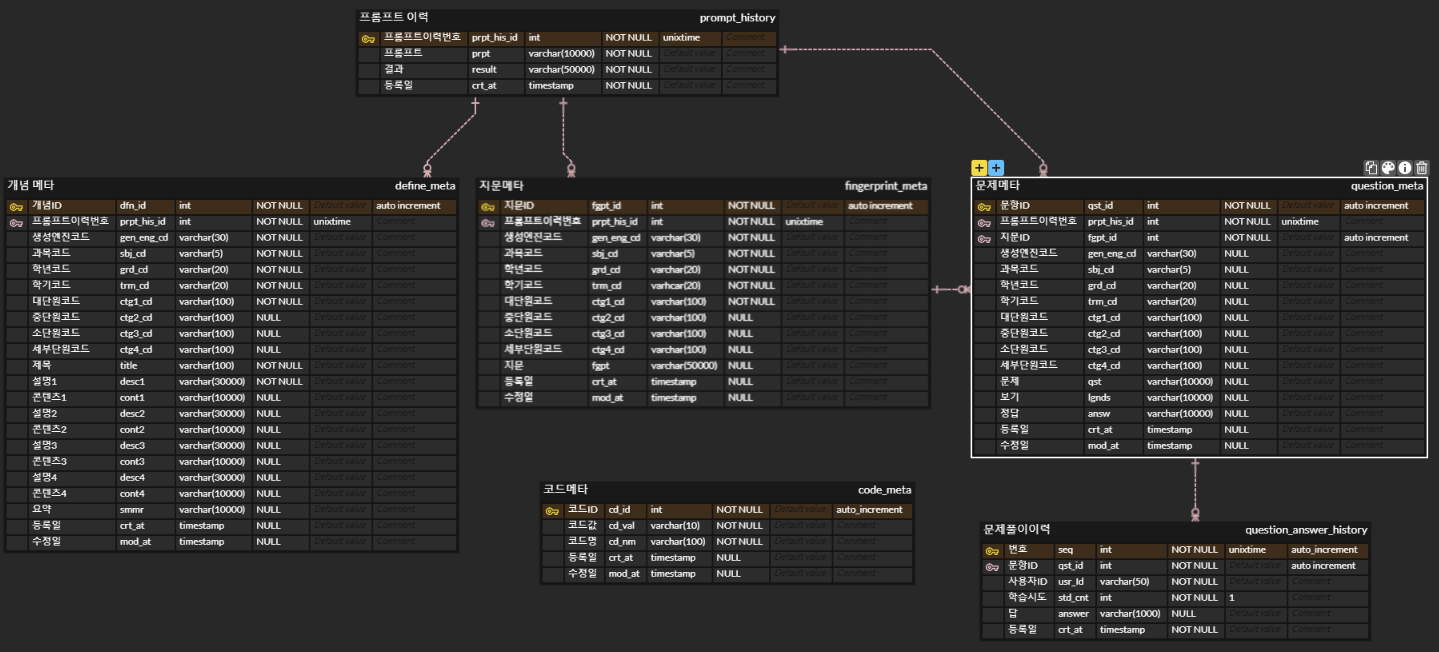 프롬프트 이력 prompt_history
프롬프트이력번호 prpt_his_id int NOT NULL unixtime Comment
프롬프트 prpt varchar(10000) NOT NULL Default value Comment
결과 result varchar(50000) NOT NULL Default value Comment
등록일 crt_at timestamp NOT NULL Default value Comment
개념 메타 define_meta
개념ID dfn_id int NOT NULL Default value auto increment
프롬프트이력번호 prpt_his_id int NOT NULL unixtime Comment
생성엔진코드 gen_eng_cd varchar(30) NOT NULL Default value Comment
과목코드 sbj_cd varchar(5) NOT NULL Default value Comment
학년코드 grd_cd varchar(20) NOT NULL Default value Comment
학기코드 trm_cd varchar(20) NOT NULL Default value Comment
대단원코드 ctg1_cd varchar(100) NOT NULL Default value Comment
중단원코드 ctg2_cd varchar(100) NULL Default value Comment
소단원코드 ctg3_cd varchar(100) NULL Default value Comment
세부단원코드 ctg4_cd varchar(100) NULL Default value Comment
제목 title varchar(100) NOT NULL Default value Comment
설명1 desc1 varchar(30000) NOT NULL Default value Comment
콘텐츠1 cont1 varchar(10000) NULL Default value Comment
설명2 desc2 varchar(30000) NULL Default value Comment
콘텐츠2 cont2 varchar(10000) NULL Default value Comment
설명3 desc3 varchar(30000) NULL Default value Comment
콘텐츠3 cont3 varchar(10000) NULL Default value Comment
설명4 desc4 varchar(30000) NULL Default value Comment
콘텐츠4 cont4 varchar(10000) NULL Default value Comment
요약 smmr varchar(10000) NULL Default value Comment
등록일 crt_at timestamp NULL Default value Comment
수정일 mod_at timestamp NULL Default value Comment
지문메타 fingerprint_meta
지문ID fgpt_id int NOT NULL Default value auto increment
프롬프트이력번호 prpt_his_id int NOT NULL unixtime Comment
생성엔진코드 gen_eng_cd varchar(30) NOT NULL Default value Comment
과목코드 sbj_cd varchar(5) NOT NULL Default value Comment
학년코드 grd_cd varchar(20) NOT NULL Default value Comment
학기코드 trm_cd varhcar(20) NOT NULL Default value Comment
대단원코드 ctg1_cd varchar(100) NOT NULL Default value Comment
중단원코드 ctg2_cd varchar(100) NULL Default value Comment
소단원코드 ctg3_cd varchar(100) NULL Default value Comment
세부단원코드 ctg4_cd varchar(100) NULL Default value Comment
지문 fgpt varchar(50000) NULL Default value Comment
등록일 crt_at timestamp NULL Default value Comment
수정일 mod_at timestamp NULL Default value Comment
문제메타 question_meta
문항ID qst_id int NOT NULL Default value auto increment
프롬프트이력번호 prpt_his_id int NOT NULL unixtime Comment
지문ID fgpt_id int NOT NULL Default value auto increment
생성엔진코드 gen_eng_cd varchar(30) NULL Default value Comment
과목코드 sbj_cd varchar(5) NULL Default value Comment
학년코드 grd_cd varchar(20) NULL Default value Comment
학기코드 trm_cd varchar(20) NULL Default value Comment
대단원코드 ctg1_cd varchar(100) NULL Default value Comment
중단원코드 ctg2_cd varchar(100) NULL Default value Comment
소단원코드 ctg3_cd varchar(100) NULL Default value Comment
세부단원코드 ctg4_cd varchar(100) NULL Default value Comment
문제 qst varchar(10000) NULL Default value Comment
보기 lgnds varchar(10000) NULL Default value Comment
정답 answ varchar(10000) NULL Default value Comment
등록일 crt_at timestamp NULL Default value Comment
수정일 mod_at timestamp NULL Default value Comment
코드메타 code_meta
코드ID cd_id int NOT NULL Default value auto_increment
코드값 cd_val varchar(10) NOT NULL Default value Comment
코드명 cd_nm varchar(100) NOT NULL Default value Comment
등록일 crt_at timestamp NULL Default value Comment
수정일 mod_at timestamp NULL Default value Comment
문제풀이이력 question_answer_history
번호 seq int NOT NULL unixtime auto_increment
문항ID qst_id int NOT NULL Default value auto increment
사용자ID usr_Id varchar(50) NOT NULL Default value Comment
학습시도 std_cnt int NOT NULL 1 Comment
답 answer varchar(1000) NULL Default value Comment
등록일 crt_at timestamp NOT NULL Default value Comment